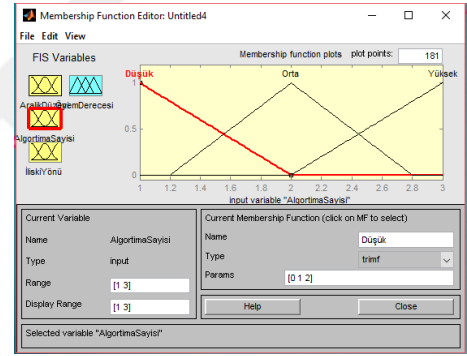 Membership Function Editor: Untitled4
File Edit View
FIS Variables
Membership function plots plot points: 181
Düşük Orta Yüksek
AralikDüzeyi
ÖnemDerecesi
AlgortimaSayisi
İliskiYönü
1
0.5
0
1 1.2 1.4 1.6 1.8 2 2.2 2.4 2.6 2.8 3
input variable "AlgortimaSayisi"
Current Variable
Name AlgortimaSayisi
Type input
Range [1 3]
Display Range [1 3]
Current Membership Function (click on MF to select)
Name Düşük
Type trimf
Params [0 1 2]
Help Close
Selected variable "AlgortimaSayisi"